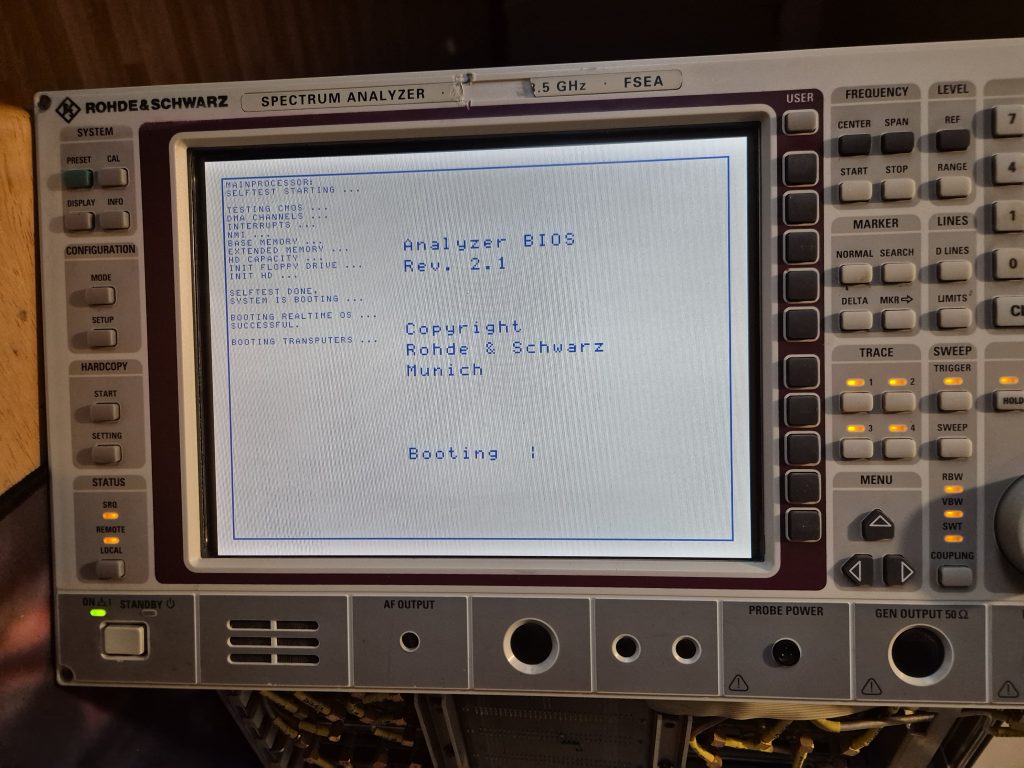 ROHDE & SCHWARZ
SPECTRUM ANALYZER · .5 GHz · FSEA
SYSTEM
PRESET CAL
DISPLAY INFO
CONFIGURATION
MODE
SETUP
HARDCOPY
START
SETTING
STATUS
SRQ
REMOTE
LOCAL
ON STANDBY
MAINPROCESSOR:
SELFTEST STARTING ...
TESTING CMOS ...
DMA CHANNELS ...
INTERRUPTS ...
NMI ...
BASE MEMORY ...
EXTENDED MEMORY ...
HD CAPACITY ...
INIT FLOPPY DRIVE ...
INIT HD ...
SELFTEST DONE.
SYSTEM IS BOOTING ...
BOOTING REALTIME OS ...
SUCCESSFUL.
BOOTING TRANSPUTERS ...
Analyzer BIOS
Rev. 2.1
Copyright
Rohde & Schwarz
Munich
Booting |
USER
FREQUENCY
CENTER SPAN
START STOP
MARKER
NORMAL SEARCH
DELTA MKR⇨
TRACE
1 2
3 4
MENU
LEVEL
REF
RANGE
LINES
D LINES
LIMITS
SWEEP
TRIGGER
SWEEP
RBW
VBW
SWT
COUPLING
7
4
1
0
HOLD
AF OUTPUT
PROBE POWER
GEN OUTPUT 50 Ω